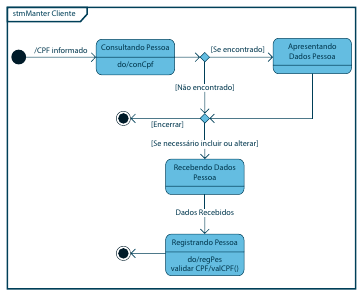 stmManter Cliente
/CPF informado
Consultando Pessoa
do/conCpf
[Se encontrado]
Apresentando
Dados Pessoa
[Não encontrado]
[Encerrar]
[Se necessário incluir ou alterar]
Recebendo Dados
Pessoa
Dados Recebidos
Registrando Pessoa
do/regPes
validar CPF/valCPF()